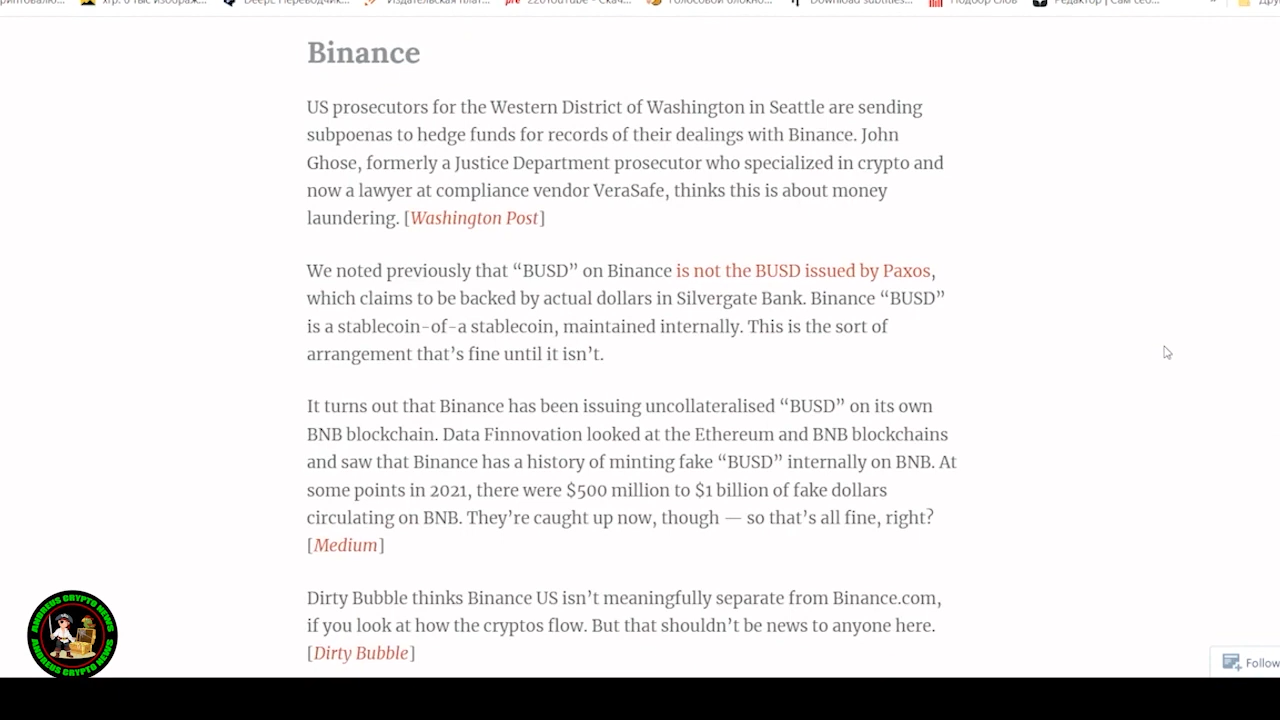 Binance
US prosecutors for the Western District of Washington in Seattle are sending
subpoenas to hedge funds for records of their dealings with Binance. John
Ghose, formerly a Justice Department prosecutor who specialized in crypto and
now a lawyer at compliance vendor VeraSafe, thinks this is about money
laundering. [Washington Post]
We noted previously that “BUSD” on Binance is not the BUSD issued by Paxos,
which claims to be backed by actual dollars in Silvergate Bank. Binance “BUSD”
is a stablecoin-of-a stablecoin, maintained internally. This is the sort of
arrangement that’s fine until it isn’t.
It turns out that Binance has been issuing uncollateralised “BUSD” on its own
BNB blockchain. Data Finnovation looked at the Ethereum and BNB blockchains
and saw that Binance has a history of minting fake “BUSD” internally on BNB. At
some points in 2021, there were $500 million to $1 billion of fake dollars
circulating on BNB. They’re caught up now, though — so that’s all fine, right?
[Medium]
Dirty Bubble thinks Binance US isn’t meaningfully separate from Binance.com,
if you look at how the cryptos flow. But that shouldn’t be news to anyone here.
[Dirty Bubble]
ANDREUS CRYPTO NEWS
ANDREUS CRYPTO NEWS
Follow